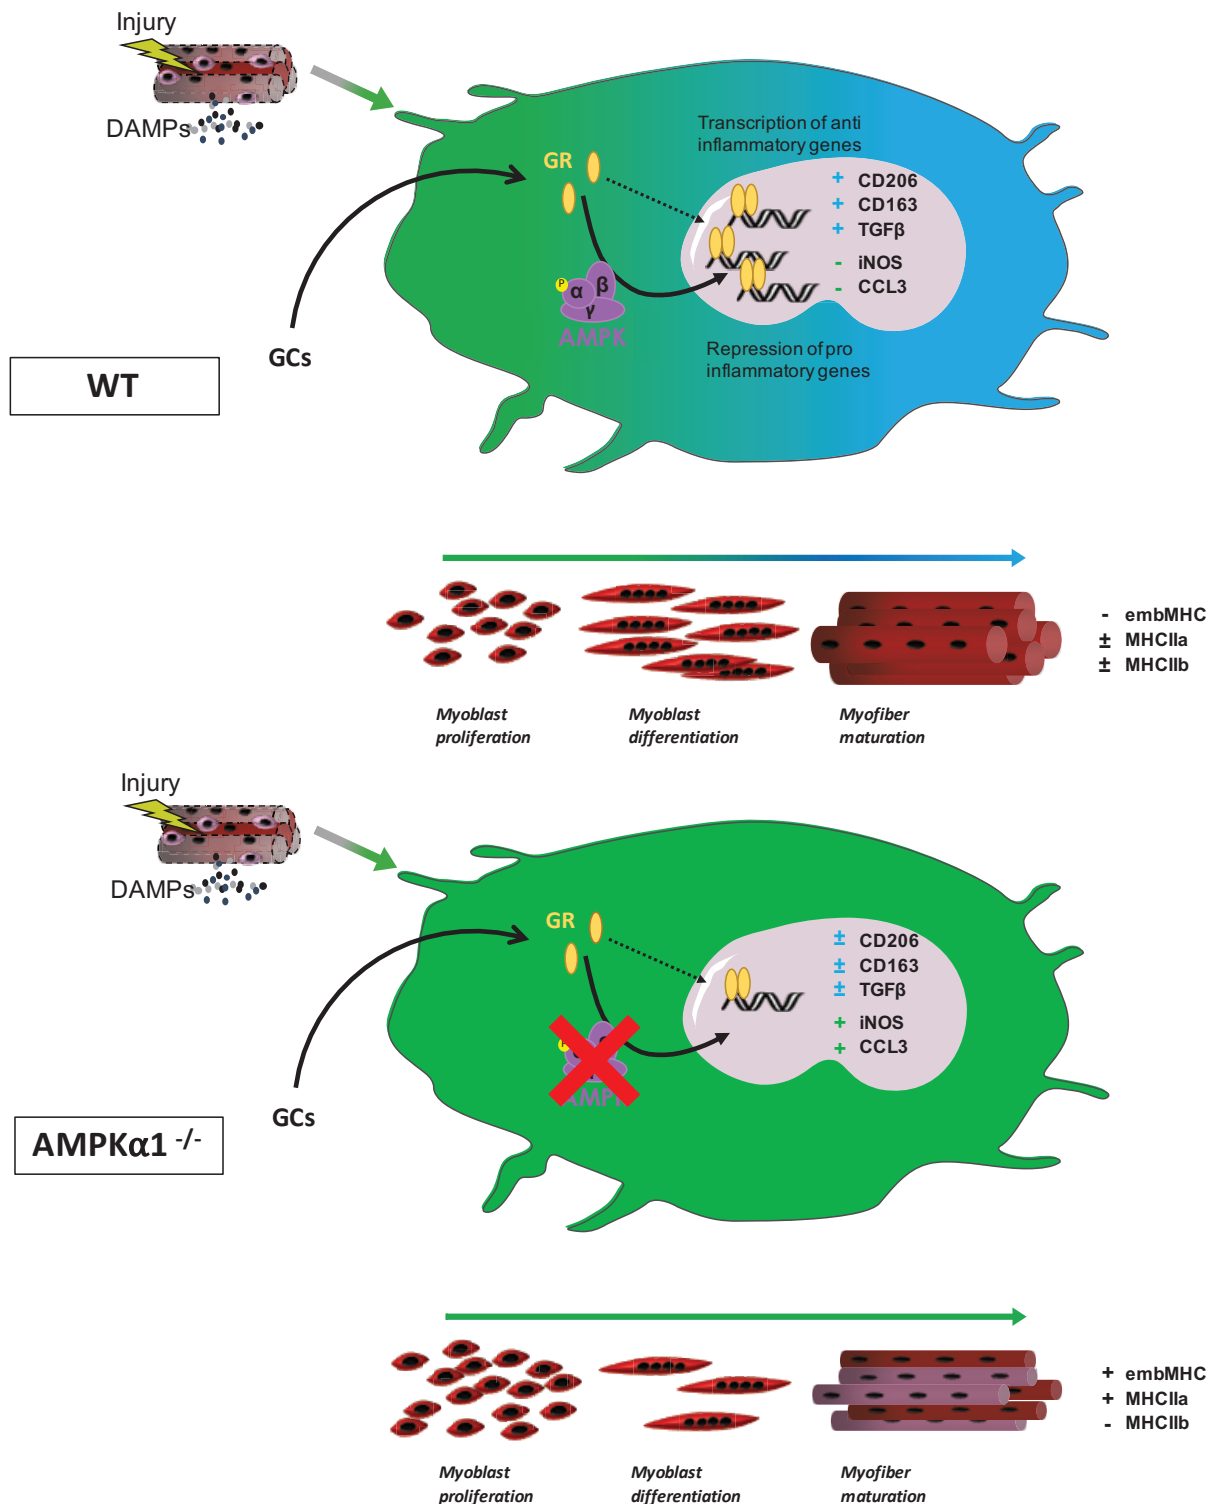 Injury
DAMPs
Transcription of anti
inflammatory genes
GR
+ CD206
+ CD163
+ TGFβ
- iNOS
- CCL3
P
α β
γ
AMPK
GCs
Repression of pro
inflammatory genes
WT
- embMHC
± MHCIIa
± MHCIIb
Myoblast
proliferation
Myoblast
differentiation
Myofiber
maturation
Injury
DAMPs
GR
± CD206
± CD163
± TGFβ
+ iNOS
+ CCL3
P
GCs
AMPKα1 -/-
+ embMHC
+ MHCIIa
- MHCIIb
Myoblast
proliferation
Myoblast
differentiation
Myofiber
maturation